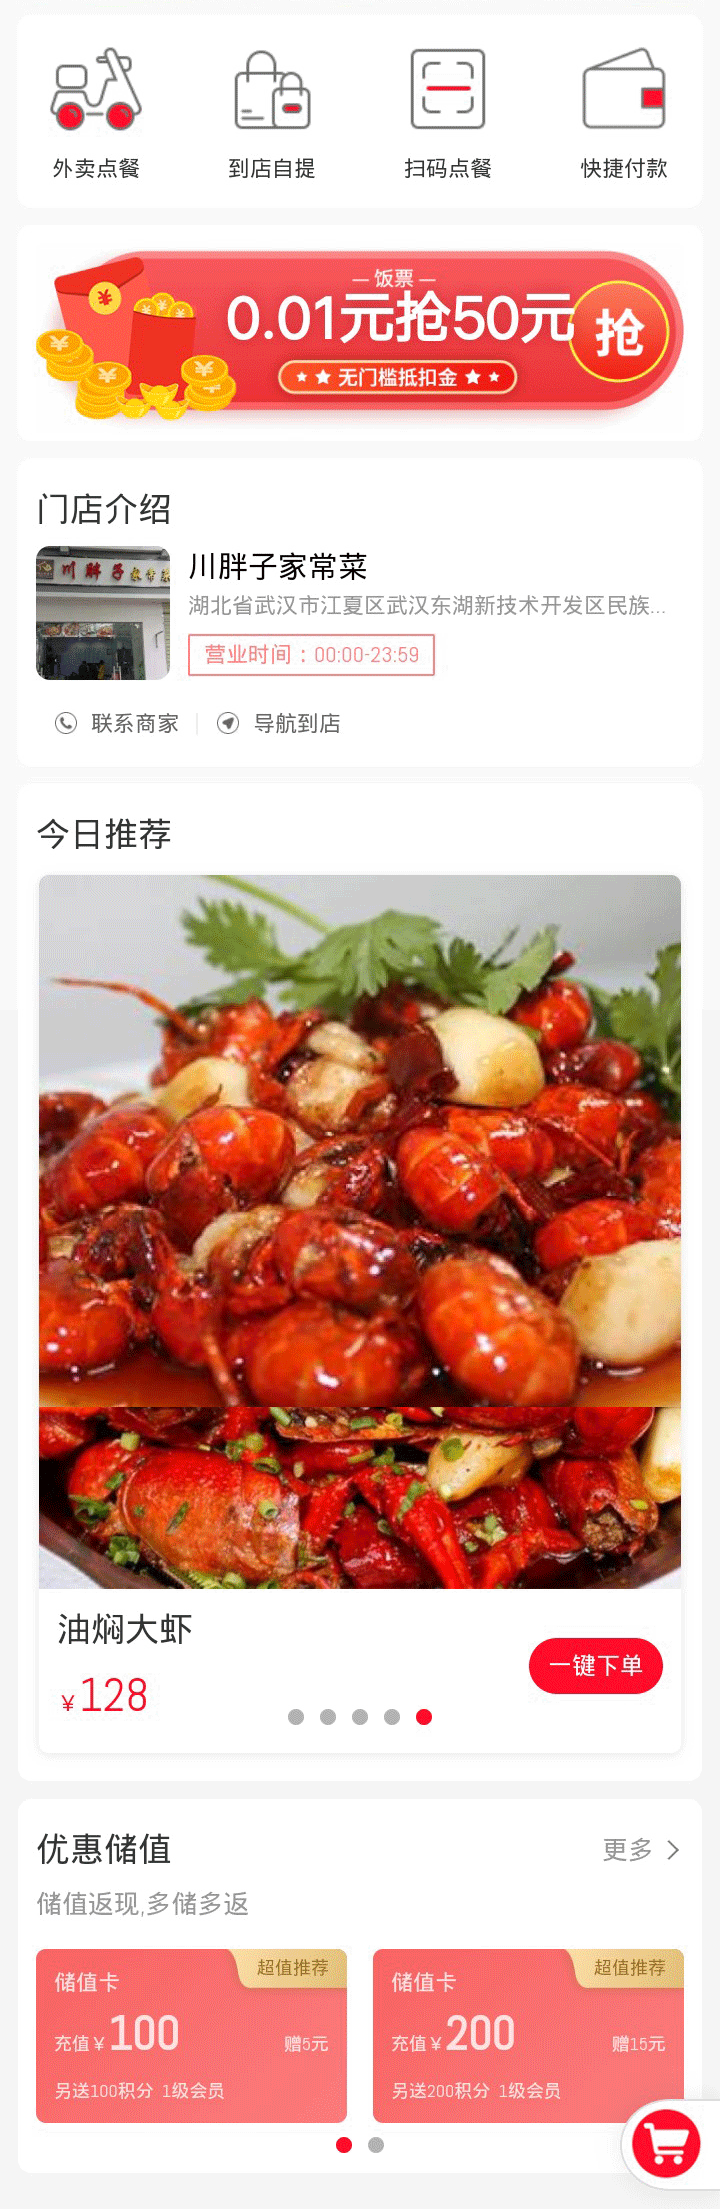 外卖点餐 到店自提 扫码点餐 快捷付款
— 饭票 —
0.01元抢50元
抢
★ ★ 无门槛抵扣金 ★ ★
门店介绍
川胖子家常菜
川胖子家常菜
湖北省武汉市江夏区武汉东湖新技术开发区民族...
营业时间：00:00-23:59
联系商家 导航到店
今日推荐
油焖大虾
¥128
一键下单
优惠储值
更多
储值返现,多储多返
储值卡 超值推荐
充值¥100 赠5元
另送100积分 1级会员
储值卡 超值推荐
充值¥200 赠15元
另送200积分 1级会员